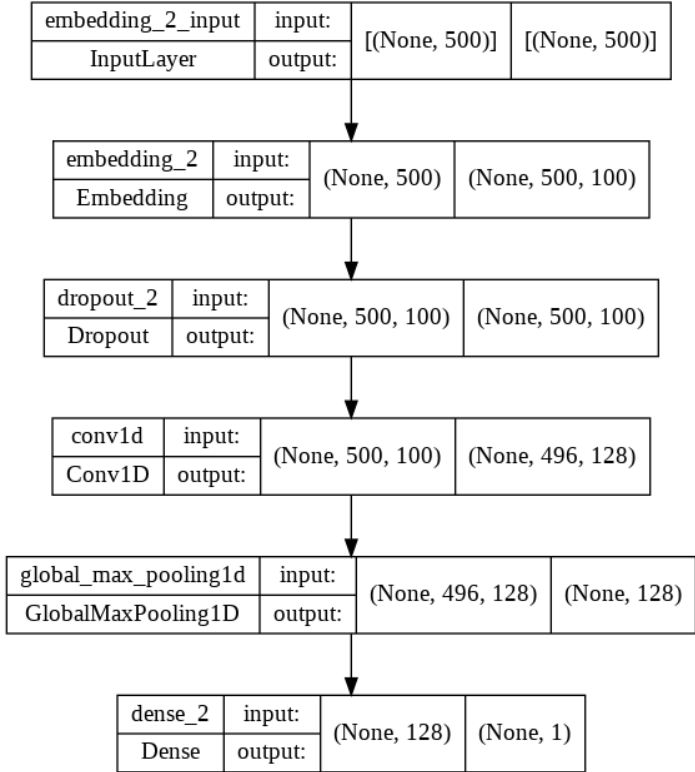 embedding_2_input input: [(None, 500)] [(None, 500)]
InputLayer output:
embedding_2 input: (None, 500) (None, 500, 100)
Embedding output:
dropout_2 input: (None, 500, 100) (None, 500, 100)
Dropout output:
conv1d input: (None, 500, 100) (None, 496, 128)
Conv1D output:
global_max_pooling1d input: (None, 496, 128) (None, 128)
GlobalMaxPooling1D output:
dense_2 input: (None, 128) (None, 1)
Dense output: